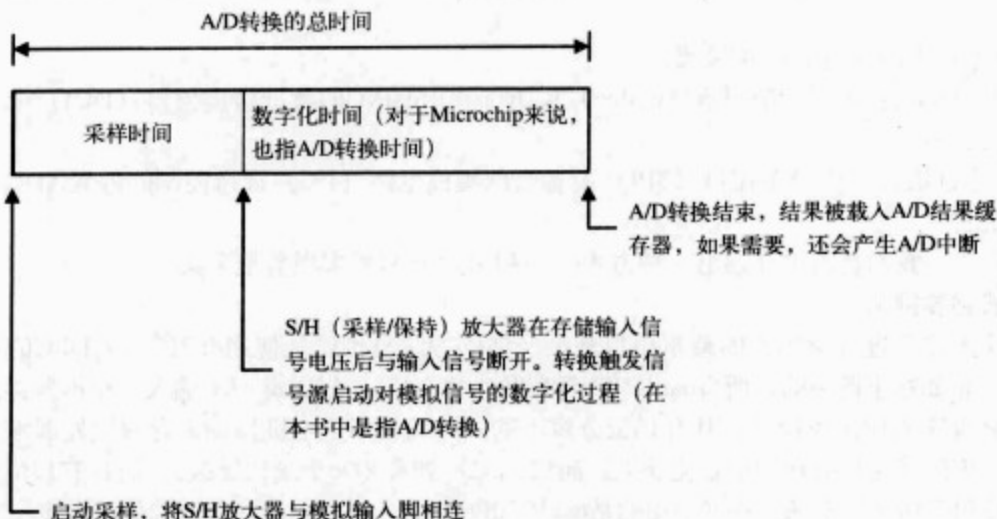 A/D转换的总时间
采样时间
数字化时间（对于Microchip来说，
也指A/D转换时间）
A/D转换结束，结果被载入A/D结果缓
存器，如果需要，还会产生A/D中断
S/H（采样/保持）放大器在存储输入信
号电压后与输入信号断开。转换触发信
号源启动对模拟信号的数字化过程（在
本书中是指A/D转换）
启动采样，将S/H放大器与模拟输入脚相连